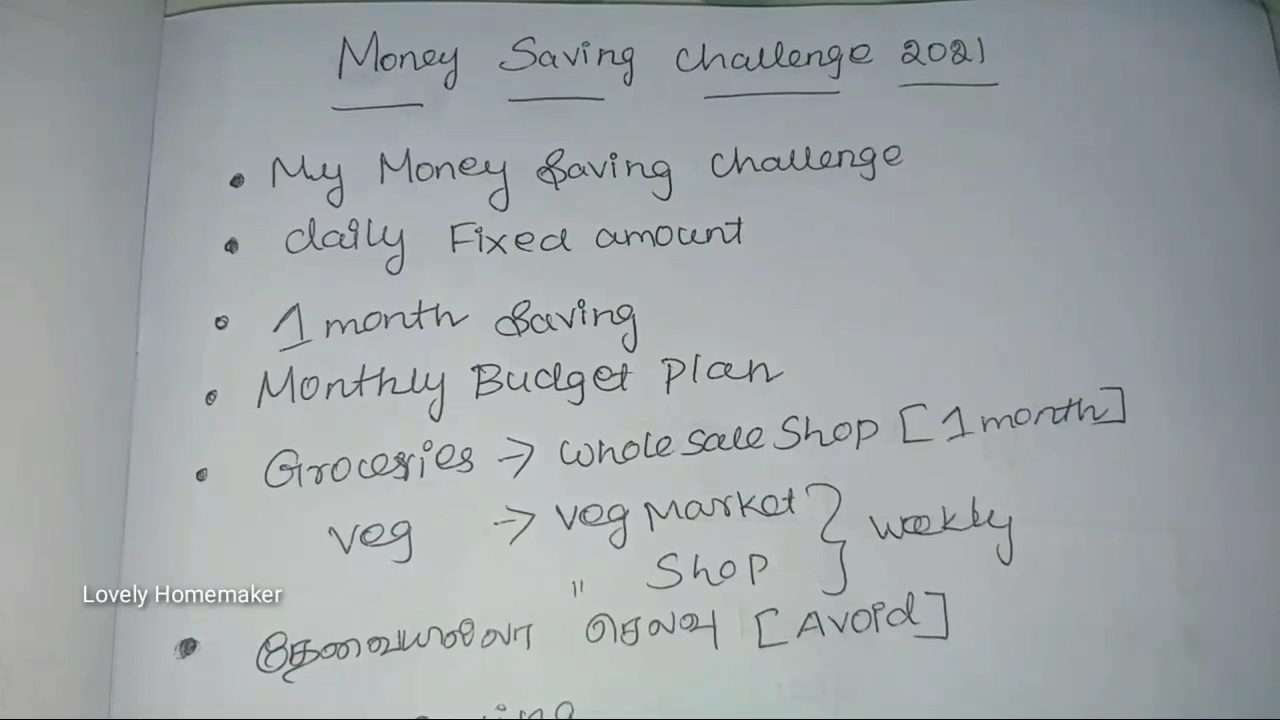 Money Saving Challenge 2021
• My Money Saving Challenge
• daily Fixed amount
• 1 month Saving
• Monthly Budget Plan
• Groceries → Whole Sale Shop [1 month]
Veg → Veg Market } Weekly
" Shop
Lovely Homemaker
• தேவையில்லா செலவு [Avoid]